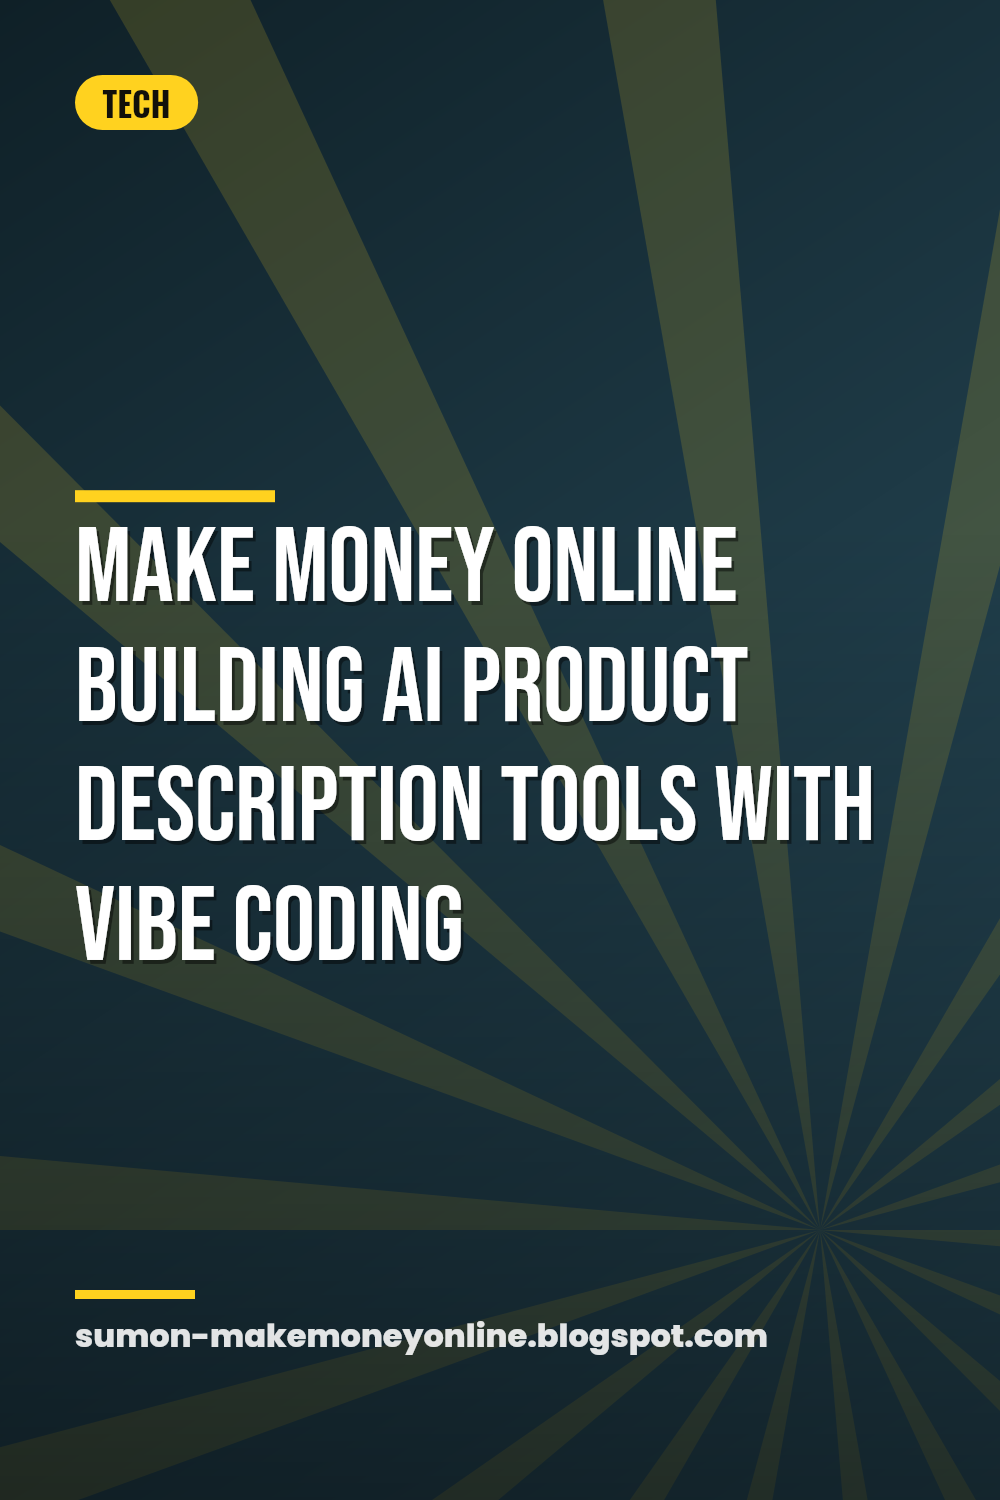 TECH
MAKE MONEY ONLINE
BUILDING AI PRODUCT
DESCRIPTION TOOLS WITH
VIBE CODING
sumon-makemoneyonline.blogspot.com